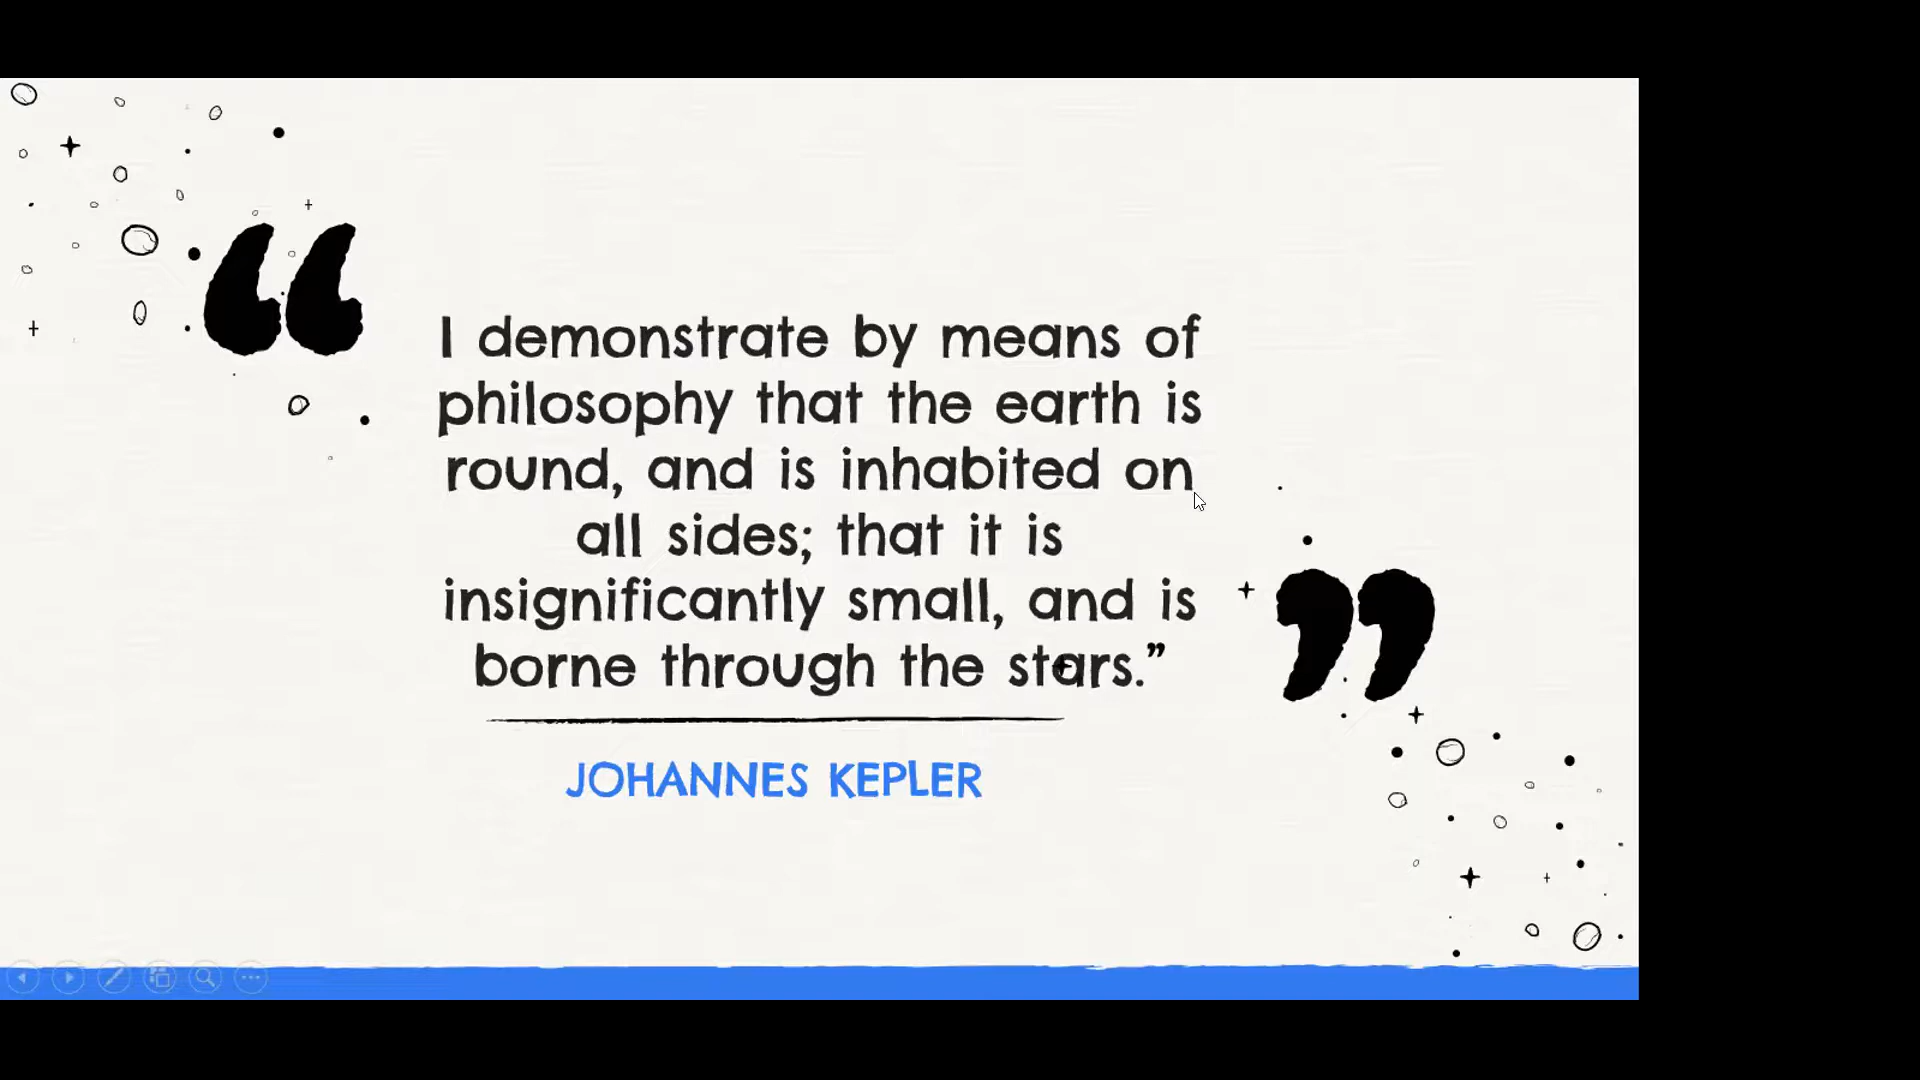 “
I demonstrate by means of
philosophy that the earth is
round, and is inhabited on
all sides; that it is
insignificantly small, and is
borne through the stars.”
”
JOHANNES KEPLER